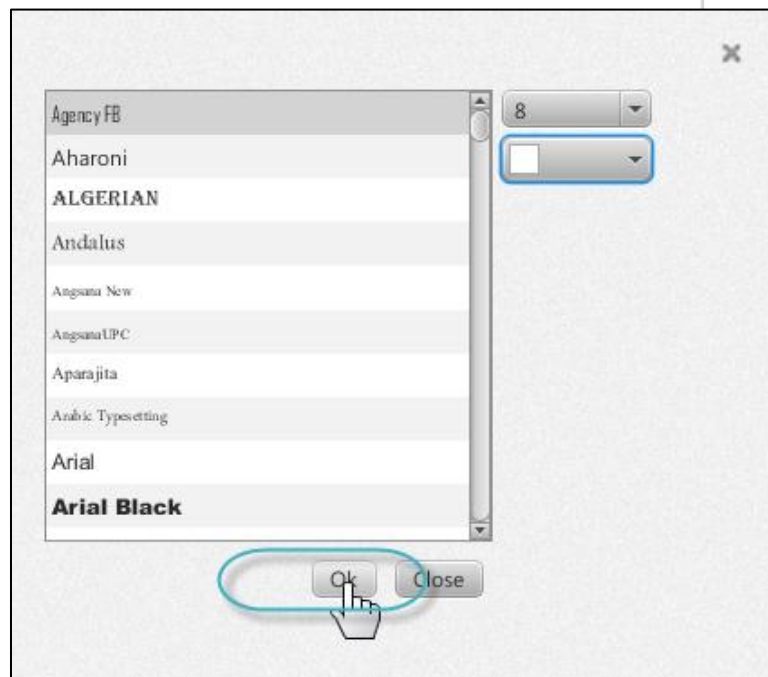 Agency FB
8
Aharoni
ALGERIAN
Andalus
Angsana New
AngsanaUPC
Aparajita
Arabic Typesetting
Arial
Arial Black
Ok
Close